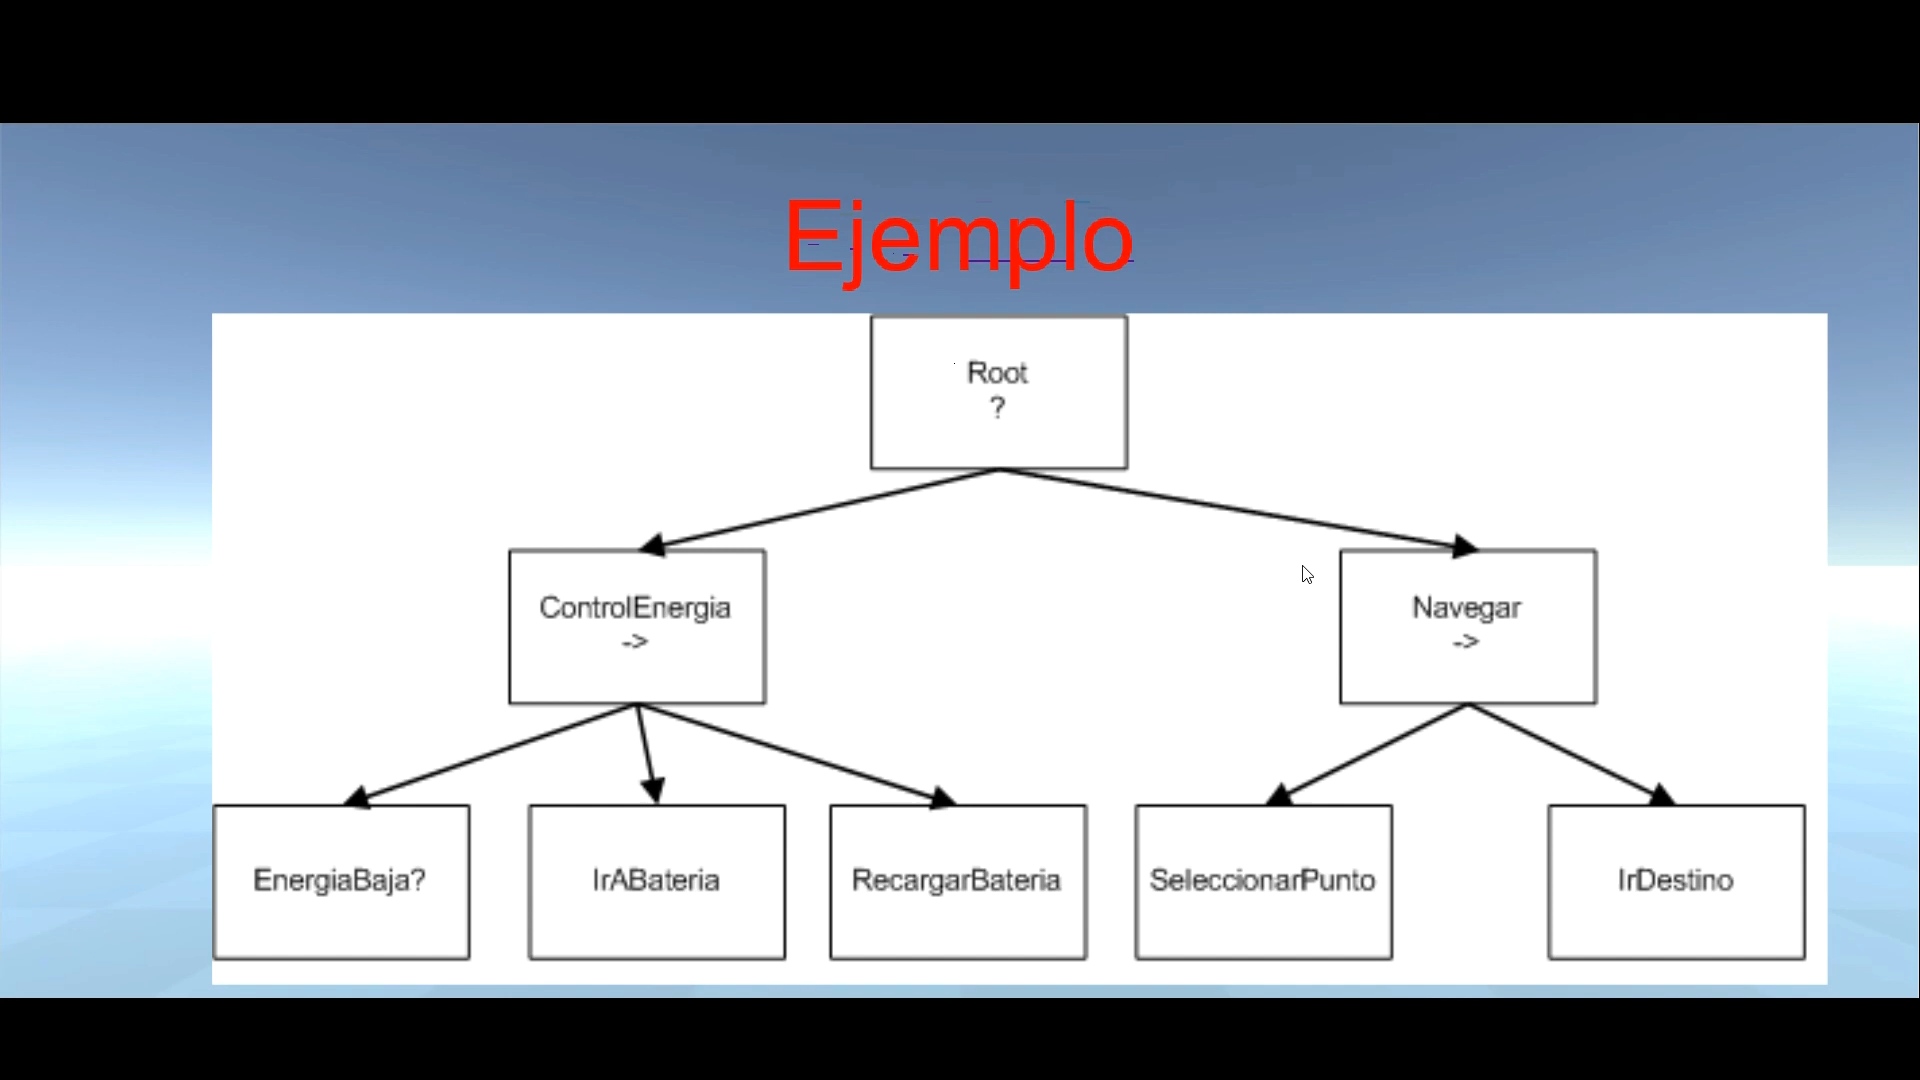 Ejemplo
Root
?
ControlEnergia
->
Navegar
->
EnergiaBaja?
IrABateria
RecargarBateria
SeleccionarPunto
IrDestino